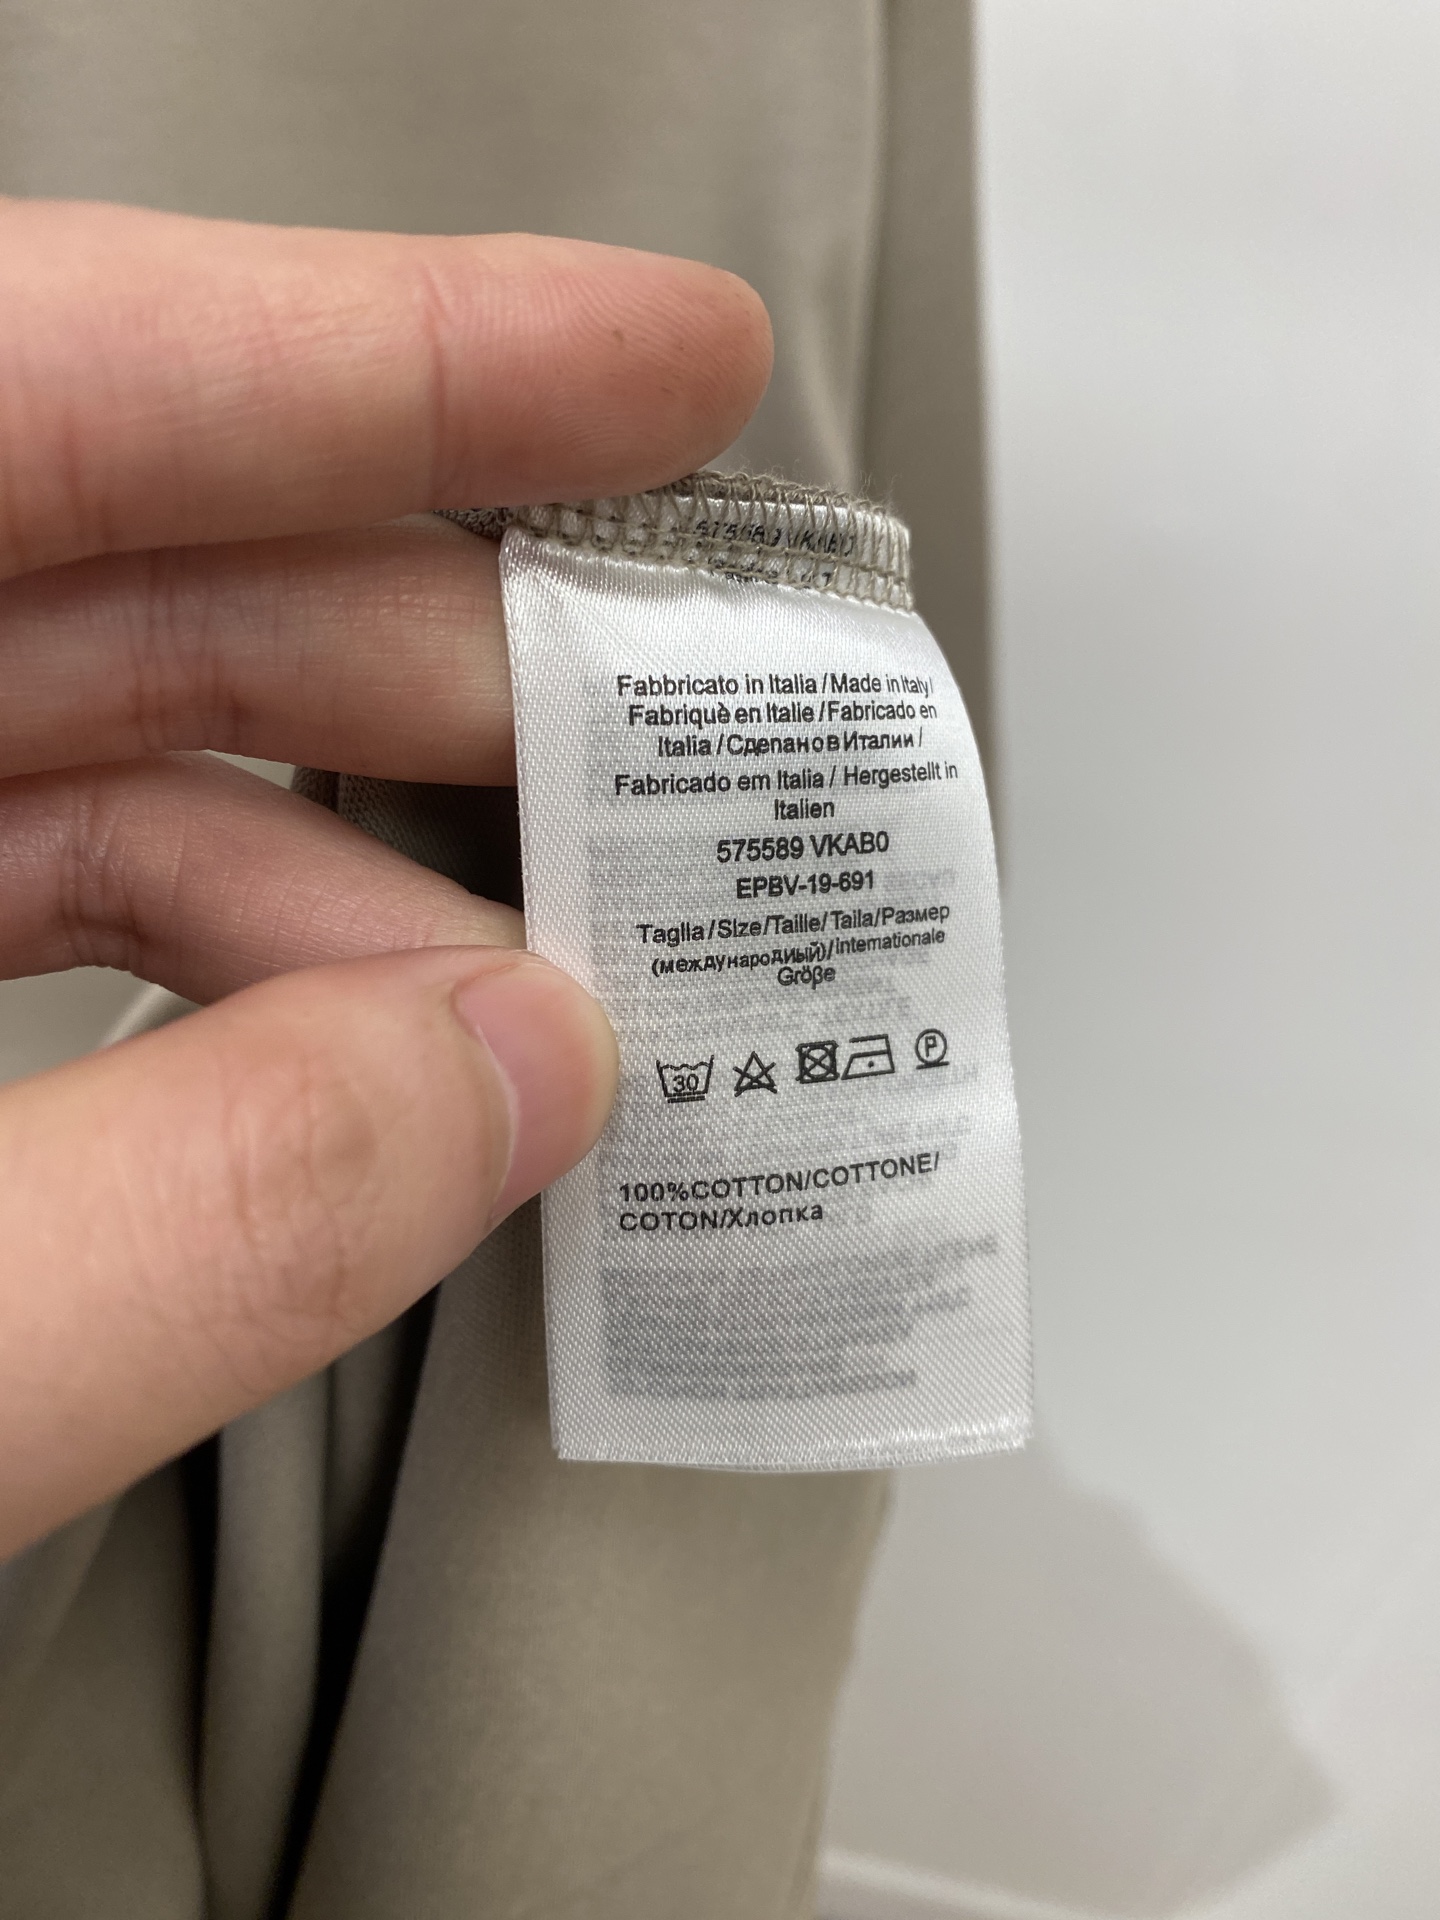 575589 VKAB0
Fabbricato in Italia/Made in Italy/
Fabriquè en Italie/Fabricado en
Italia/Сделано в Италии/
Fabricado em Italia/Hergestellt in
Italien
575589 VKAB0
EPBV-19-691
Taglia/Size/Taille/Talla/Размер
(международный)/internationale
Größe
30
P
100%COTTON/COTTONE/
COTON/Хлопка